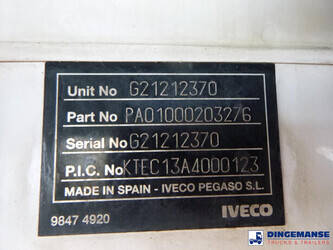 Unit No G21212370
Part No PA01000203276
Serial No G21212370
P.I.C. No KTEC13A4000123
MADE IN SPAIN - IVECO PEGASO S.L.
9847 4920 IVECO
DINGEMANSE
TRUCKS & TRAILERS